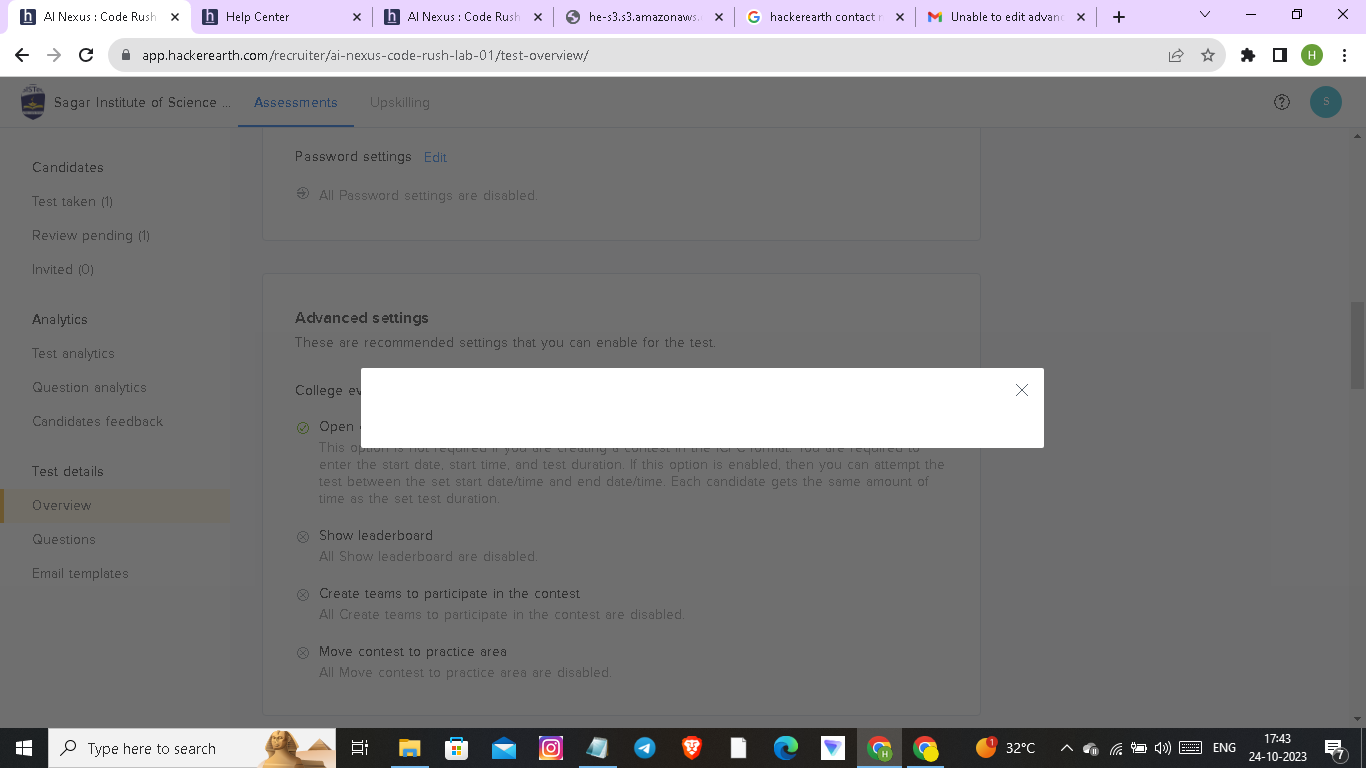 AI Nexus : Code Rush
Help Center
AI Nexus : Code Rush
he-s3.s3.amazonaws.
hackerearth contact
Unable to edit advan
app.hackerearth.com/recruiter/ai-nexus-code-rush-lab-01/test-overview/
H
Sagar Institute of Science ...
Assessments
Upskilling
S
Candidates
Test taken (1)
Review pending (1)
Invited (0)
Analytics
Test analytics
Question analytics
Candidates feedback
Test details
Overview
Questions
Email templates
Password settings Edit
All Password settings are disabled.
Advanced settings
These are recommended settings that you can enable for the test.
College
Open
This option is not required if you are creating a contest in the ICPC format. You are required to
enter the start date, start time, and test duration. If this option is enabled, then you can attempt the
test between the set start date/time and end date/time. Each candidate gets the same amount of
time as the set test duration.
Show leaderboard
All Show leaderboard are disabled.
Create teams to participate in the contest
All Create teams to participate in the contest are disabled.
Move contest to practice area
All Move contest to practice area are disabled.
Type here to search
H
1
32°C
ENG
17:43
24-10-2023
7